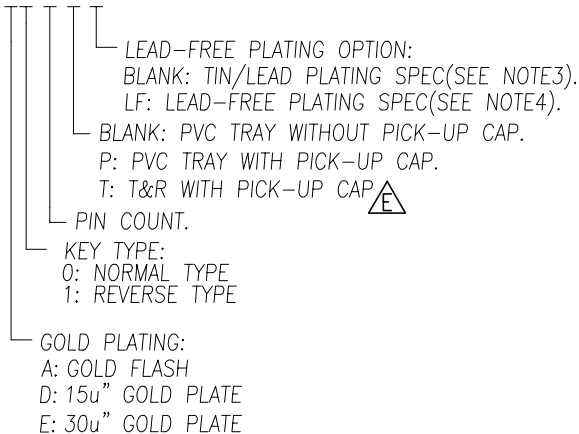 LEAD-FREE PLATING OPTION:
BLANK: TIN/LEAD PLATING SPEC(SEE NOTE3).
LF: LEAD-FREE PLATING SPEC(SEE NOTE4).
BLANK: PVC TRAY WITHOUT PICK-UP CAP.
P: PVC TRAY WITH PICK-UP CAP.
T: T&R WITH PICK-UP CAP E
PIN COUNT.
KEY TYPE:
0: NORMAL TYPE
1: REVERSE TYPE
GOLD PLATING:
A: GOLD FLASH
D: 15u" GOLD PLATE
E: 30u" GOLD PLATE